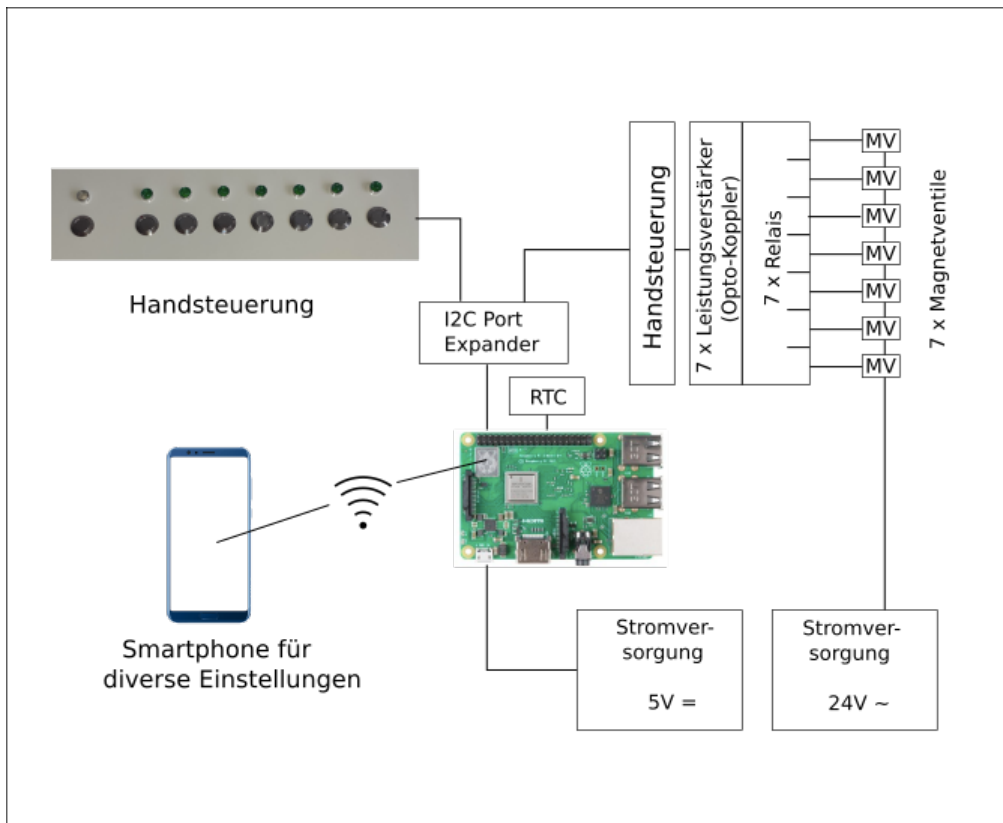 Handsteuerung
I2C Port
Expander
RTC
Handsteuerung
7 x Leistungsverstärker
(Opto-Koppler)
7 x Relais
MV
MV
MV
MV
MV
MV
MV
7 x Magnetventile
Smartphone für
diverse Einstellungen
Stromver-
sorgung
5V =
Stromver-
sorgung
24V ~